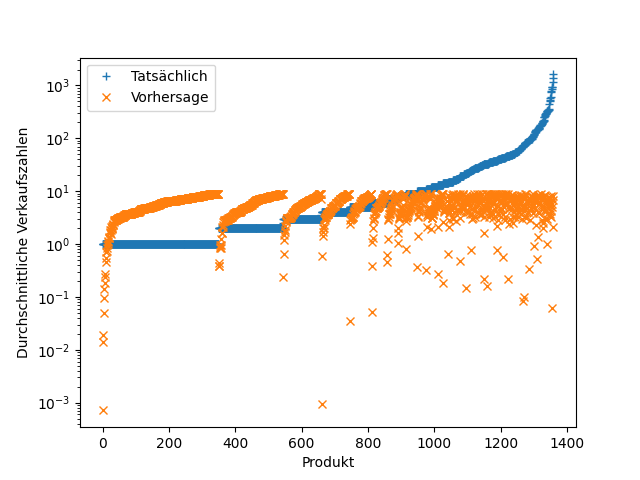 Tatsächlich
Vorhersage
Durchschnittliche Verkaufszahlen
10³
10²
10¹
10⁰
10⁻¹
10⁻²
10⁻³
0 200 400 600 800 1000 1200 1400
Produkt